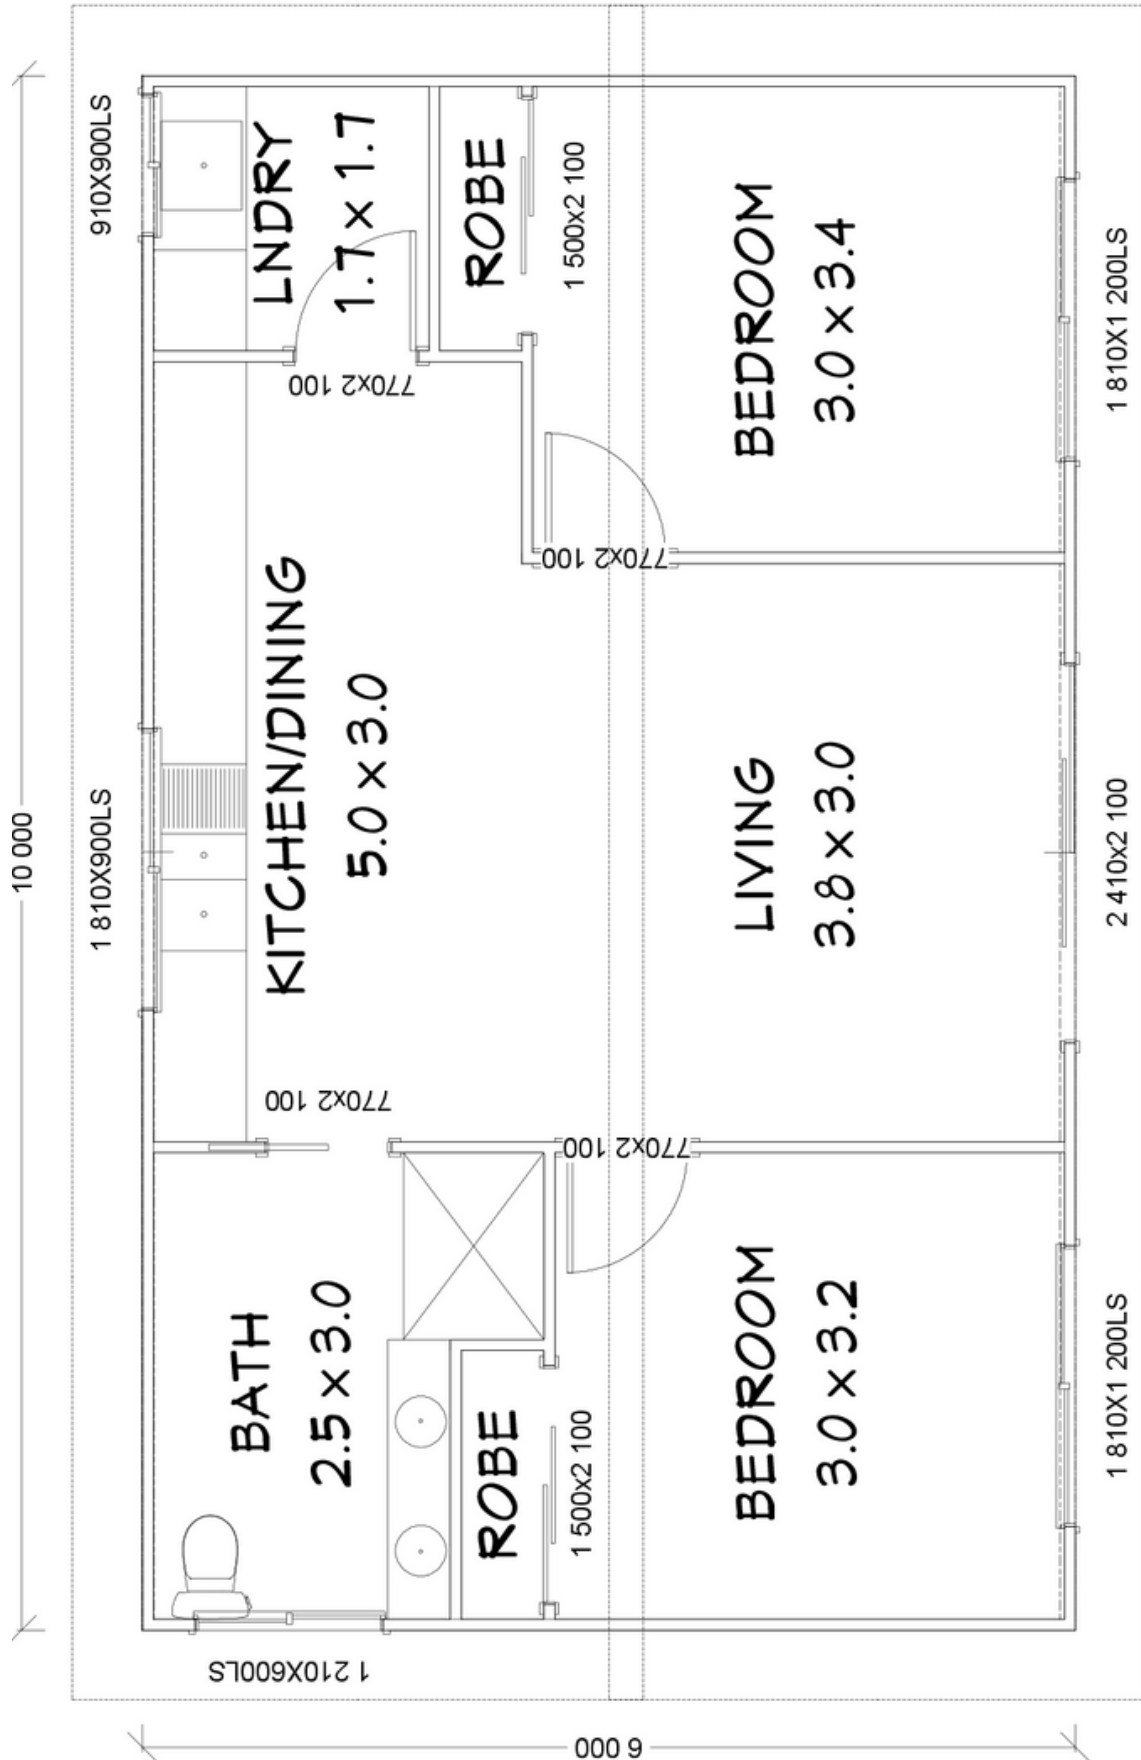 10 000
910X900LS
1 810X900LS
LNDRY
1.7 x 1.7
ROBE
1 500x2 100
BEDROOM
3.0 x 3.4
1 810X1 200LS
770x2 100
770x2 100
KITCHEN/DINING
5.0 x 3.0
LIVING
3.8 x 3.0
2 410x2 100
770x2 100
770x2 100
BATH
2.5 x 3.0
ROBE
1 500x2 100
BEDROOM
3.0 x 3.2
1 810X1 200LS
1 210X600LS
6 000